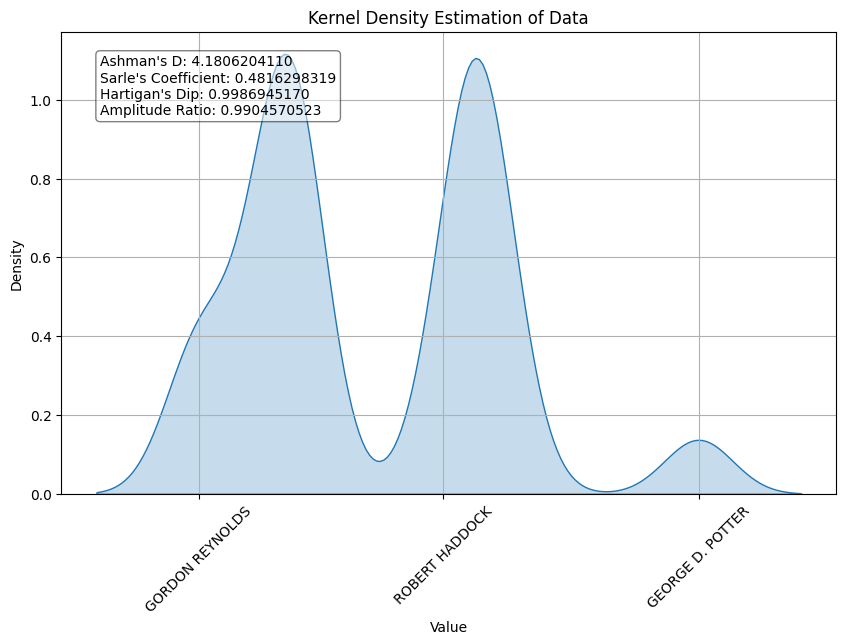 Kernel Density Estimation of Data
Ashman's D: 4.1806204110
Sarle's Coefficient: 0.4816298319
Hartigan's Dip: 0.9986945170
Amplitude Ratio: 0.9904570523
Density
1.0
0.8
0.6
0.4
0.2
0.0
GORDON REYNOLDS
ROBERT HADDOCK
GEORGE D. POTTER
Value